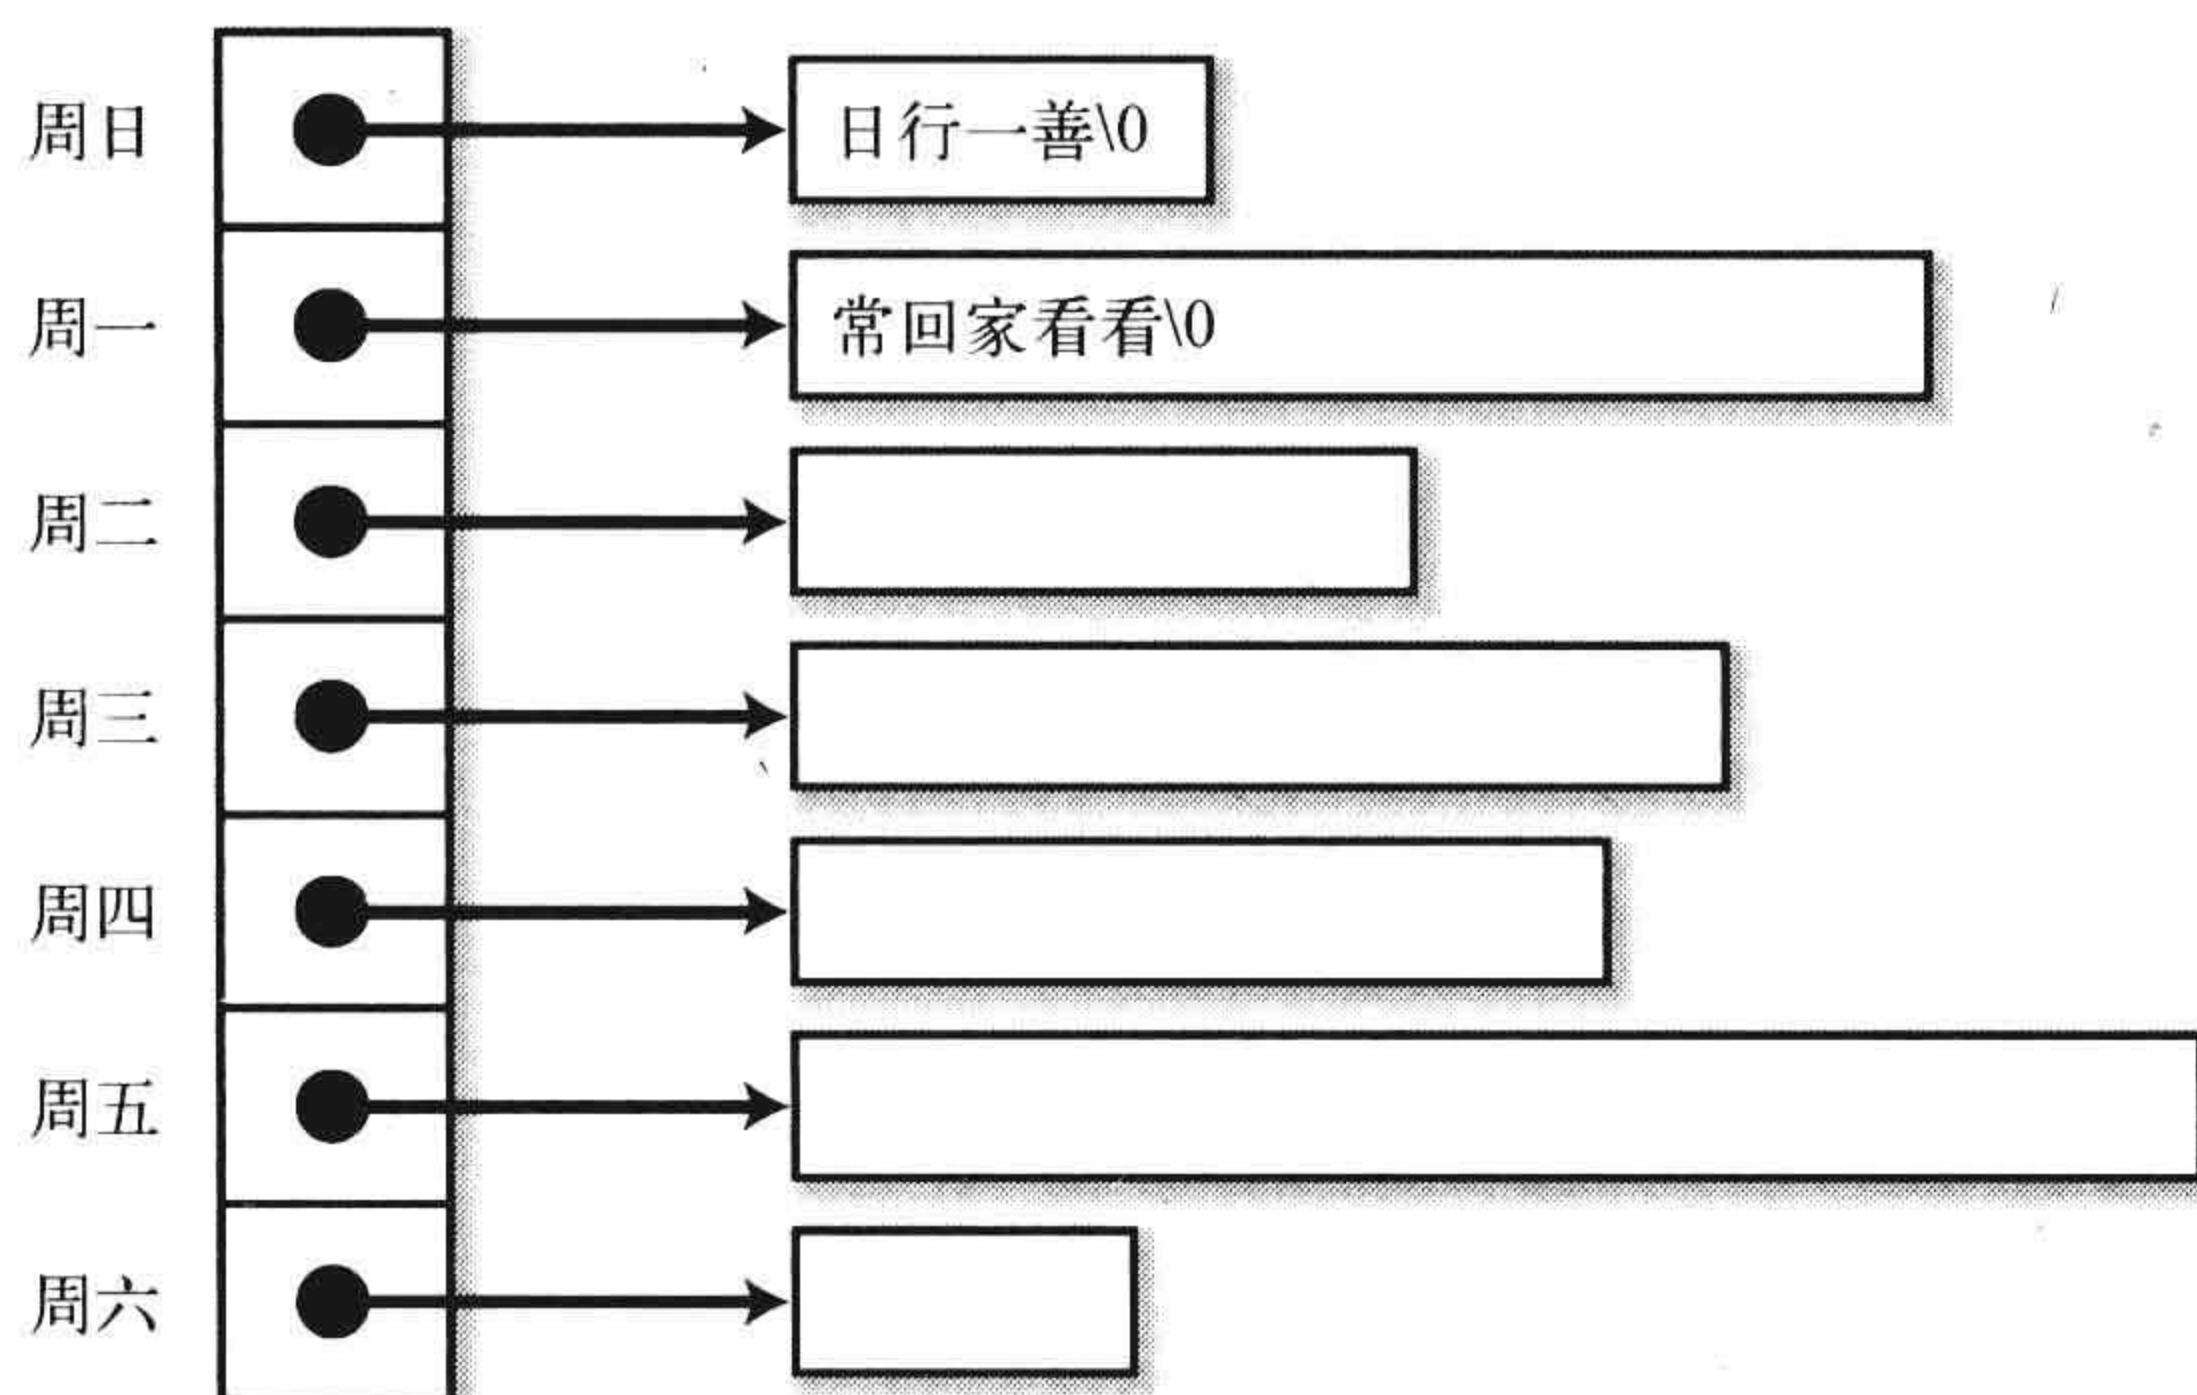 周日 日行一善\0
周一 常回家看看\0
周二
周三
周四
周五
周六